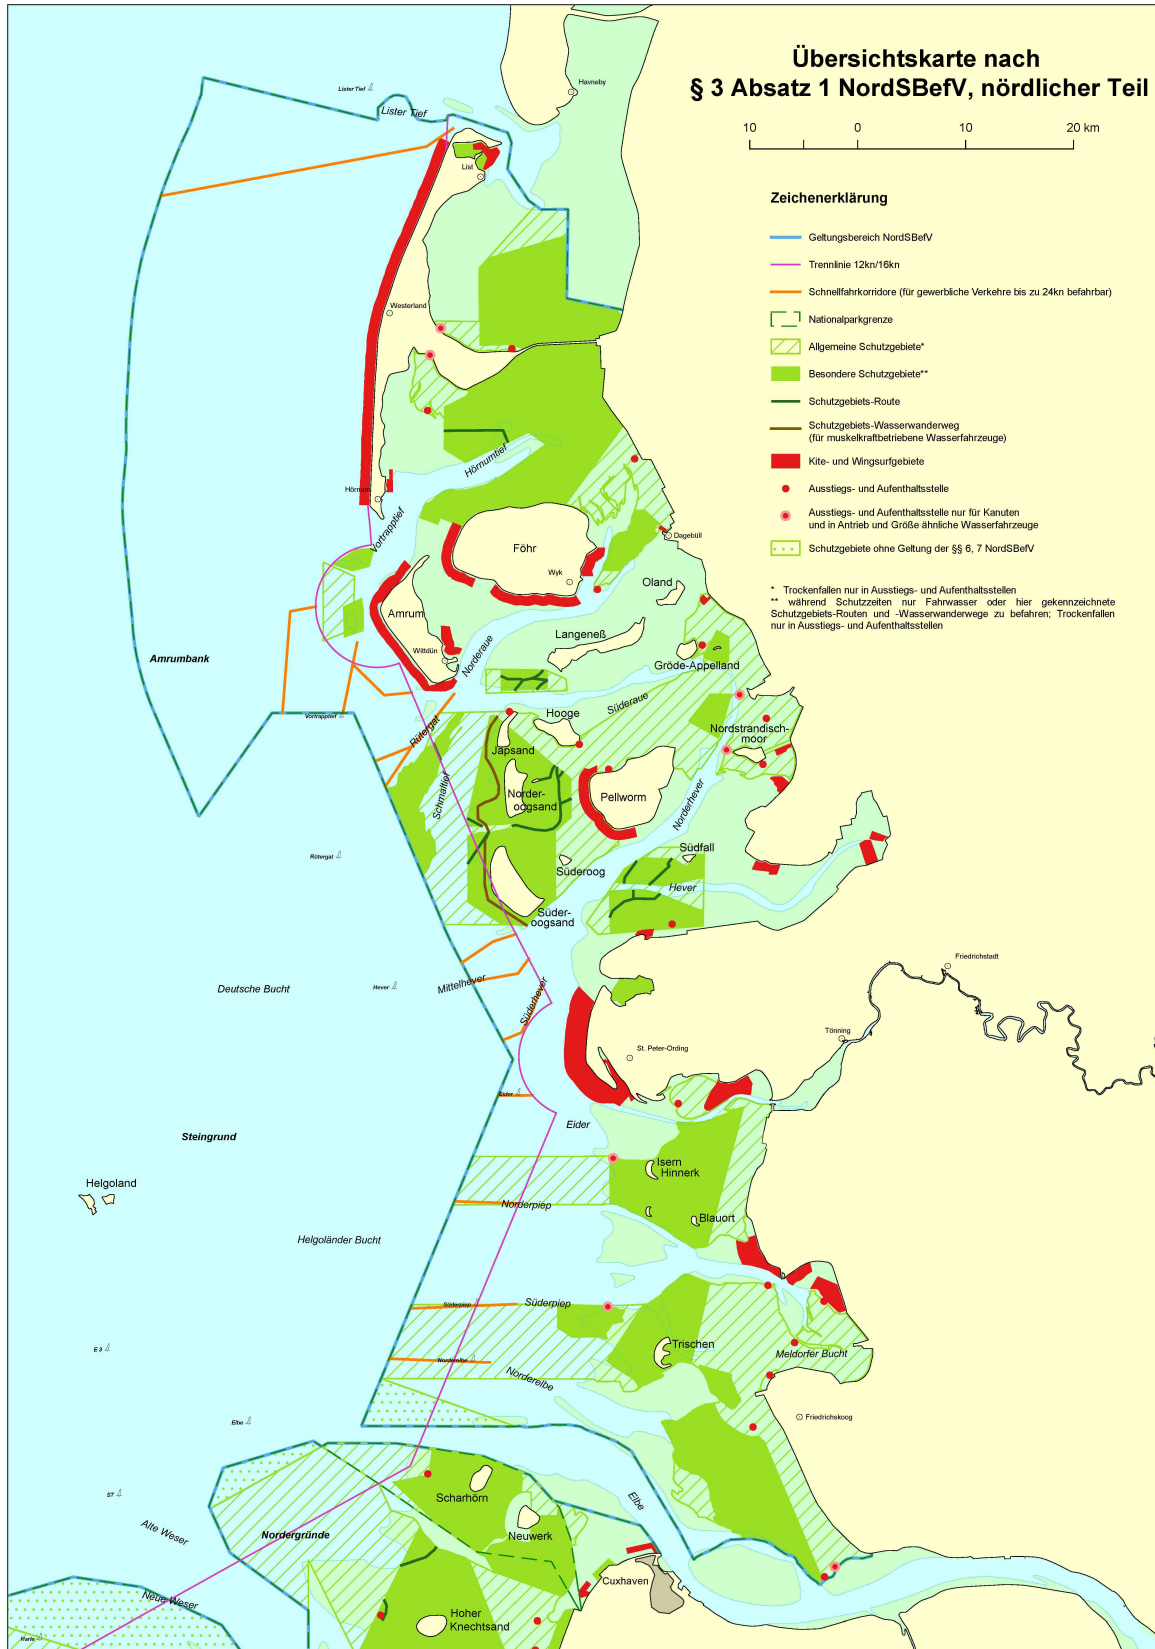 Übersichtskarte nach
§ 3 Absatz 1 NordSBefV, nördlicher Teil
10 0 10 20 km
Zeichenerklärung
Geltungsbereich NordSBefV
Trennlinie 12kn/16kn
Schnellfahrkorridore (für gewerbliche Verkehre bis zu 24kn befahrbar)
Nationalparkgrenze
Allgemeine Schutzgebiete*
Besondere Schutzgebiete**
Schutzgebiets-Route
Schutzgebiets-Wasserwanderweg
(für muskelkraftbetriebene Wasserfahrzeuge)
Kite- und Wingsurfgebiete
Ausstiegs- und Aufenthaltsstelle
Ausstiegs- und Aufenthaltsstelle nur für Kanuten
und in Antrieb und Größe ähnliche Wasserfahrzeuge
Schutzgebiete ohne Geltung der §§ 6, 7 NordSBefV
* Trockenfallen nur in Ausstiegs- und Aufenthaltsstellen
** während Schutzzeiten nur Fahrwasser oder hier gekennzeichnete
Schutzgebiets-Routen und -Wasserwanderwege zu befahren; Trockenfallen
nur in Ausstiegs- und Aufenthaltsstellen
Havneby
Lister Tief
Lister Tief
List
Westerland
Hörnumtief
Hörnum
Vortrapptief
Föhr
Dagebüll
Wyk
Oland
Amrum
Langeneß
Wittdün
Norderaue
Gröde-Appelland
Amrumbank
Süderaue
Vortrapptief
Hooge
Rütergat
Nordstrandisch-
moor
Japsand
Schmaltief
Norder-
oogsand
Pellworm
Norderhever
Rütergat
Südfall
Süderoog
Hever
Süder-
oogsand
Friedrichstadt
Mittelhever
Hever
Deutsche Bucht
Süderhever
Tönning
St. Peter-Ording
Eider
Eider
Steingrund
Isern
Hinnerk
Helgoland
Norderpiep
Blauort
Helgoländer Bucht
Süderpiep
Süderpiep
Trischen
E 3
Meldorfer Bucht
Norderelbe
Norderelbe
Friedrichskoog
Elbe
Scharhörn
ST
Elbe
Alte Weser
Nordergründe
Neuwerk
Cuxhaven
Neue Weser
Hoher
Knechtsand
Harle